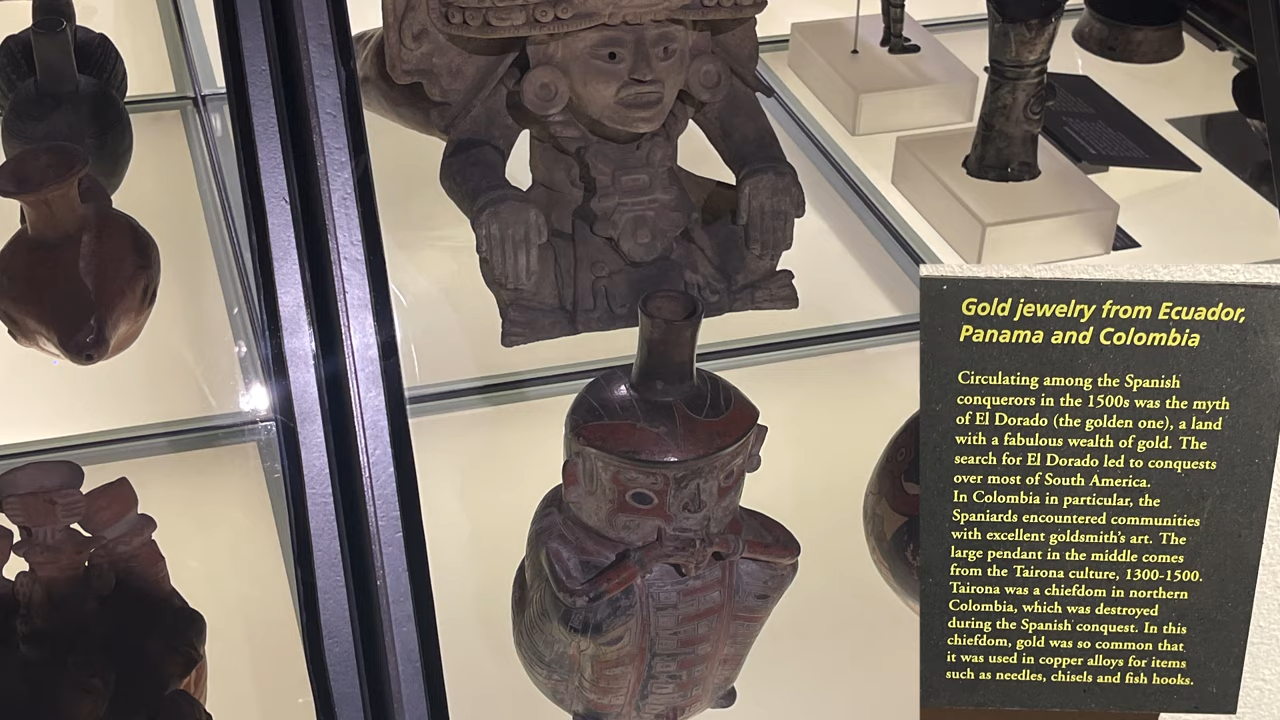 Gold jewelry from Ecuador,
Panama and Colombia
Circulating among the Spanish
conquerors in the 1500s was the myth
of El Dorado (the golden one), a land
with a fabulous wealth of gold. The
search for El Dorado led to conquests
over most of South America.
In Colombia in particular, the
Spaniards encountered communities
with excellent goldsmith's art. The
large pendant in the middle comes
from the Tairona culture, 1300-1500.
Tairona was a chiefdom in northern
Colombia, which was destroyed
during the Spanish conquest. In this
chiefdom, gold was so common that
it was used in copper alloys for items
such as needles, chisels and fish hooks.